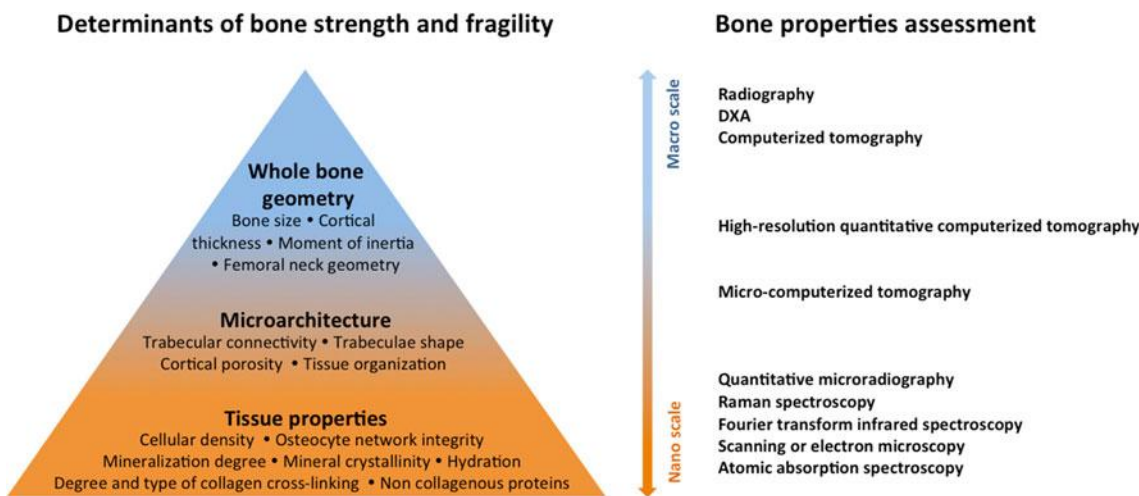 Determinants of bone strength and fragility
Whole bone
geometry
Bone size • Cortical
thickness • Moment of inertia
• Femoral neck geometry
Microarchitecture
Trabecular connectivity • Trabeculae shape
Cortical porosity • Tissue organization
Tissue properties
Cellular density • Osteocyte network integrity
Mineralization degree • Mineral crystallinity • Hydration
Degree and type of collagen cross-linking • Non collagenous proteins
Macro scale
Nano scale
Bone properties assessment
Radiography
DXA
Computerized tomography
High-resolution quantitative computerized tomography
Micro-computerized tomography
Quantitative microradiography
Raman spectroscopy
Fourier transform infrared spectroscopy
Scanning or electron microscopy
Atomic absorption spectroscopy